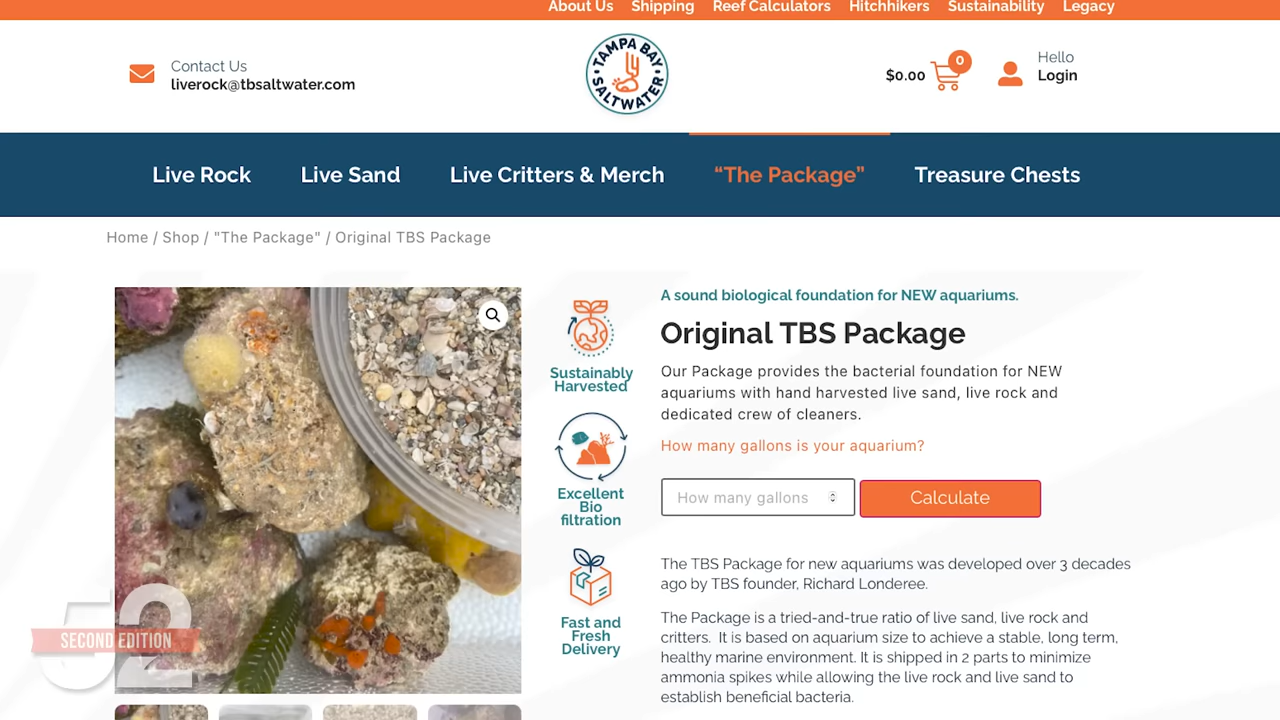 About Us Shipping Reef Calculators Hitchhikers Sustainability Legacy
Contact Us
liverock@tbsaltwater.com
TAMPA BAY
SALTWATER
$0.00
0
Hello
Login
Live Rock Live Sand Live Critters & Merch “The Package” Treasure Chests
Home / Shop / "The Package" / Original TBS Package
Sustainably
Harvested
Excellent
Bio
filtration
Fast and
Fresh
Delivery
A sound biological foundation for NEW aquariums.
Original TBS Package
Our Package provides the bacterial foundation for NEW
aquariums with hand harvested live sand, live rock and
dedicated crew of cleaners.
How many gallons is your aquarium?
How many gallons
Calculate
The TBS Package for new aquariums was developed over 3 decades
ago by TBS founder, Richard Londeree.
The Package is a tried-and-true ratio of live sand, live rock and
critters. It is based on aquarium size to achieve a stable, long term,
healthy marine environment. It is shipped in 2 parts to minimize
ammonia spikes while allowing the live rock and live sand to
establish beneficial bacteria.
52
SECOND EDITION